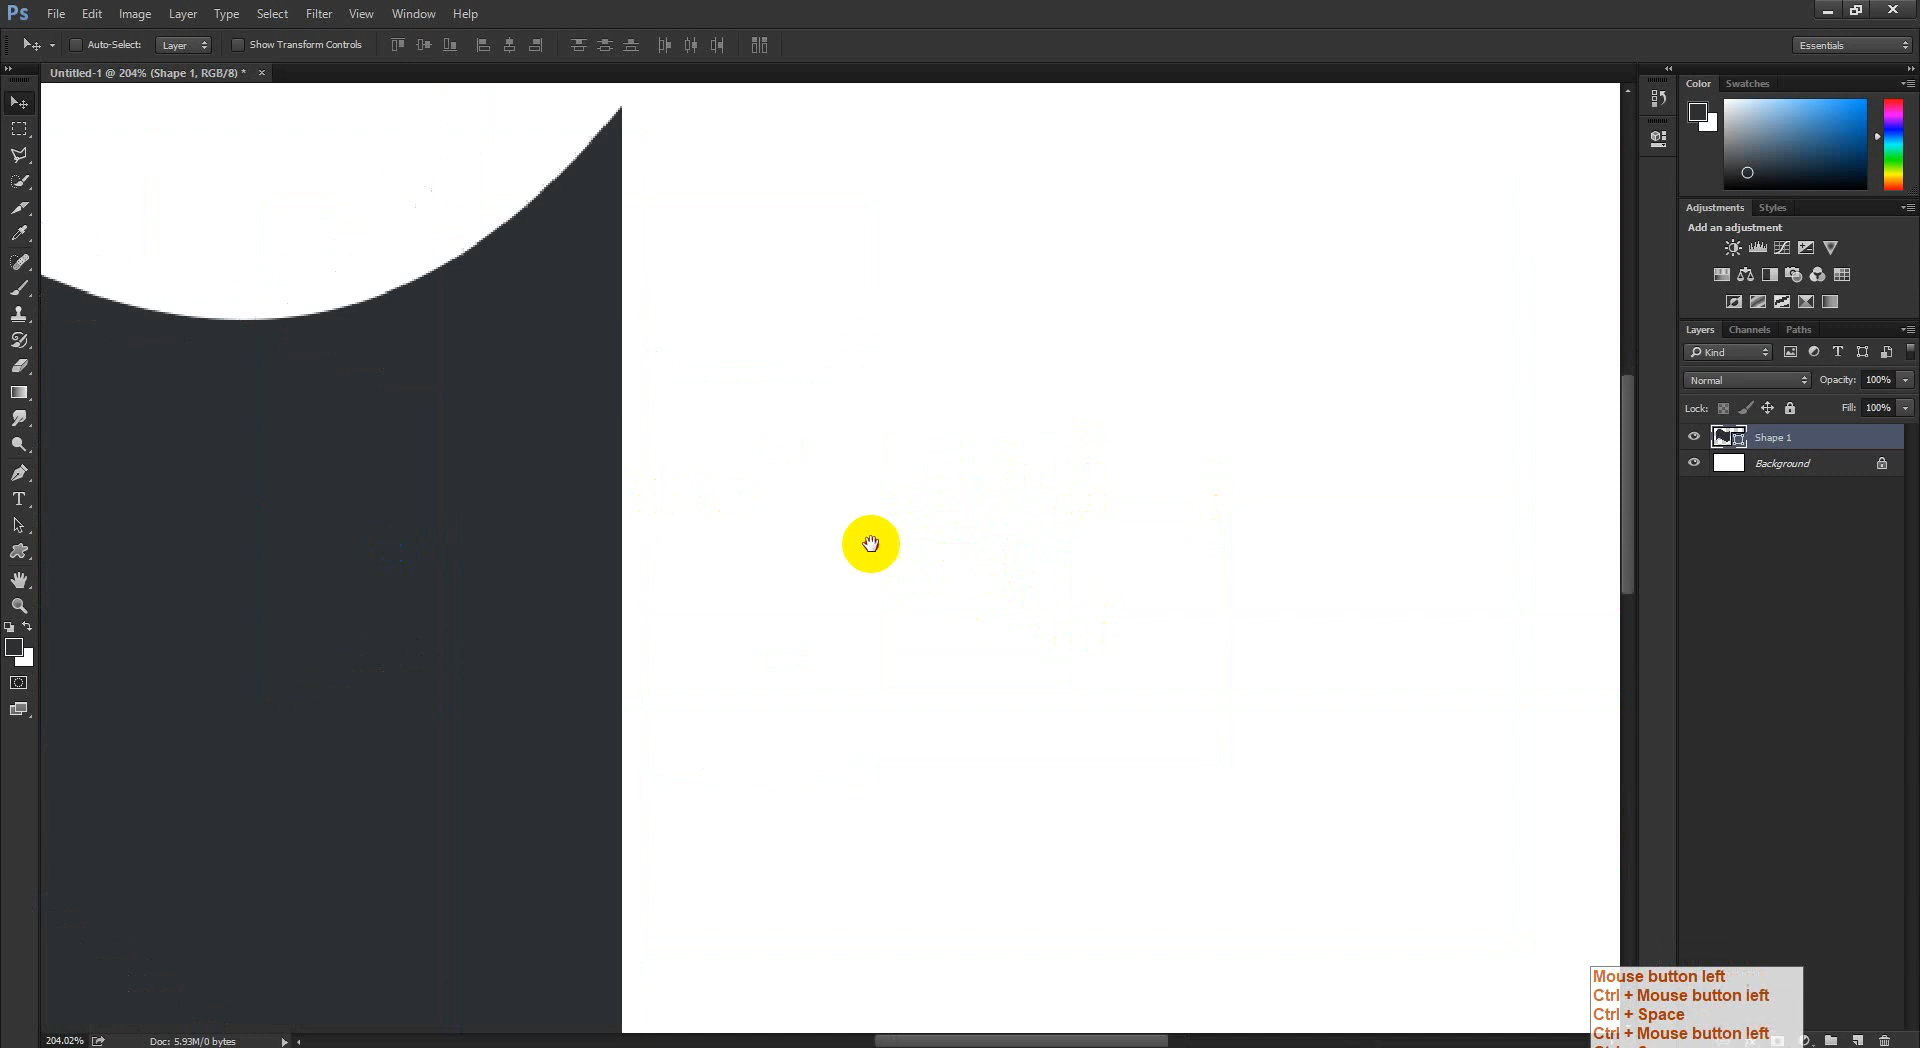 Ps File Edit Image Layer Type Select Filter View Window Help
Auto-Select: Layer Show Transform Controls Essentials
Untitled-1 @ 204% (Shape 1, RGB/8) * ×
Color Swatches
Adjustments Styles
Add an adjustment
Layers Channels Paths
Kind
Normal Opacity: 100%
Lock: Fill: 100%
Shape 1
Background
Mouse button left
Ctrl + Mouse button left
Ctrl + Space
Ctrl + Mouse button left
204.02% Doc: 5.93M/0 bytes